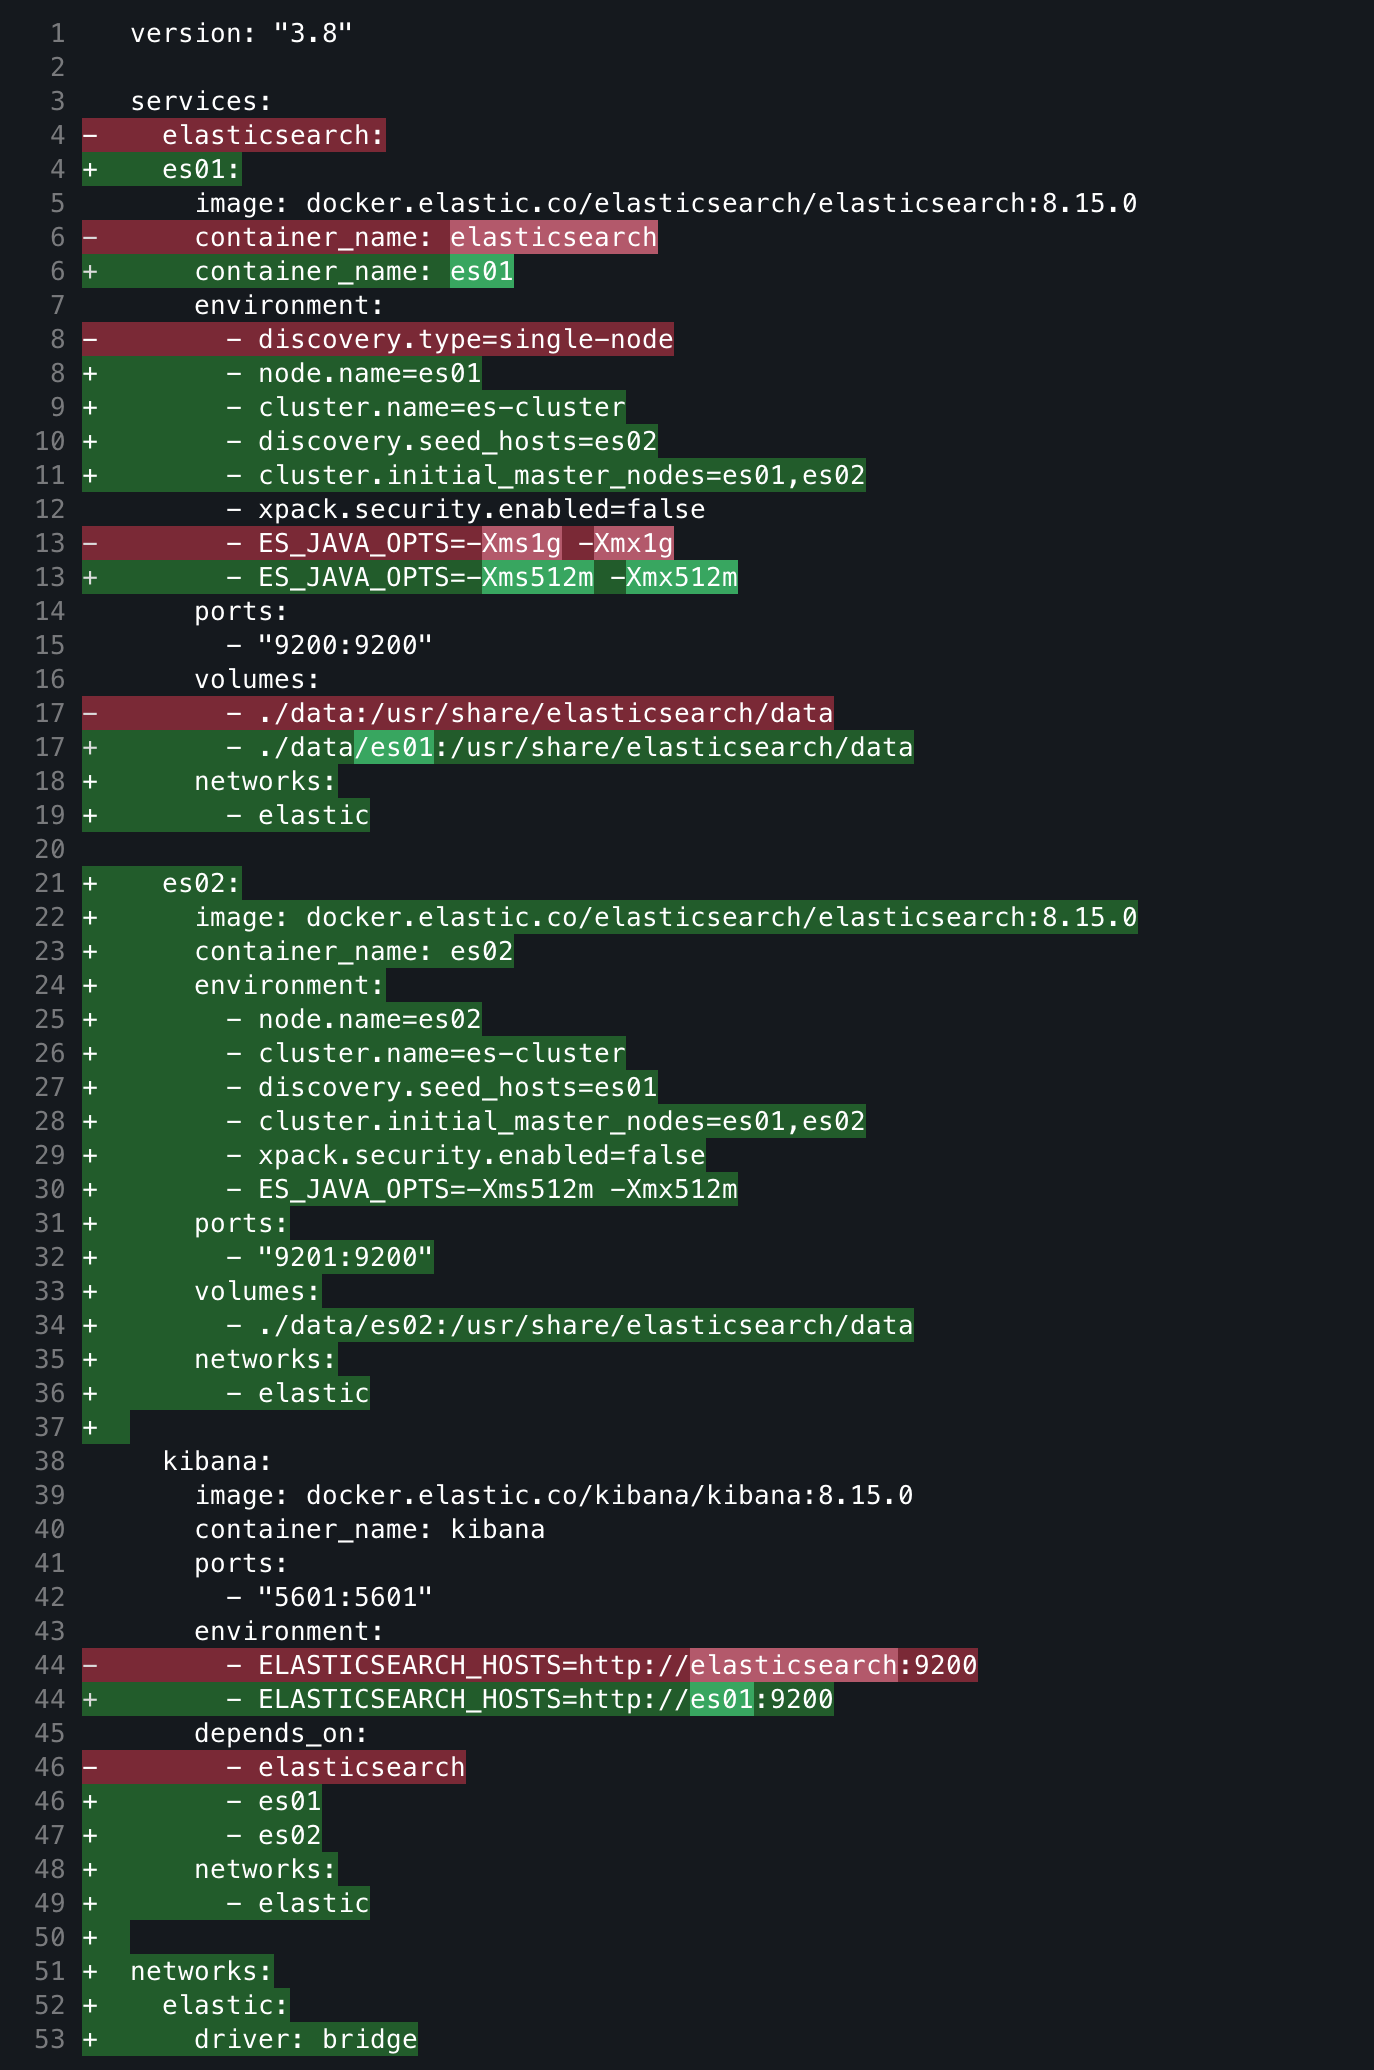 1 version: "3.8"
2
3 services:
4 - elasticsearch:
4 + es01:
5 image: docker.elastic.co/elasticsearch/elasticsearch:8.15.0
6 - container_name: elasticsearch
6 + container_name: es01
7 environment:
8 - - discovery.type=single-node
8 + - node.name=es01
9 + - cluster.name=es-cluster
10 + - discovery.seed_hosts=es02
11 + - cluster.initial_master_nodes=es01,es02
12 - xpack.security.enabled=false
13 - - ES_JAVA_OPTS=-Xms1g -Xmx1g
13 + - ES_JAVA_OPTS=-Xms512m -Xmx512m
14 ports:
15 - "9200:9200"
16 volumes:
17 - - ./data:/usr/share/elasticsearch/data
17 + - ./data/es01:/usr/share/elasticsearch/data
18 + networks:
19 + - elastic
20
21 + es02:
22 + image: docker.elastic.co/elasticsearch/elasticsearch:8.15.0
23 + container_name: es02
24 + environment:
25 + - node.name=es02
26 + - cluster.name=es-cluster
27 + - discovery.seed_hosts=es01
28 + - cluster.initial_master_nodes=es01,es02
29 + - xpack.security.enabled=false
30 + - ES_JAVA_OPTS=-Xms512m -Xmx512m
31 + ports:
32 + - "9201:9200"
33 + volumes:
34 + - ./data/es02:/usr/share/elasticsearch/data
35 + networks:
36 + - elastic
37 +
38 kibana:
39 image: docker.elastic.co/kibana/kibana:8.15.0
40 container_name: kibana
41 ports:
42 - "5601:5601"
43 environment:
44 - - ELASTICSEARCH_HOSTS=http://elasticsearch:9200
44 + - ELASTICSEARCH_HOSTS=http://es01:9200
45 depends_on:
46 - - elasticsearch
46 + - es01
47 + - es02
48 + networks:
49 + - elastic
50 +
51 + networks:
52 + elastic:
53 + driver: bridge